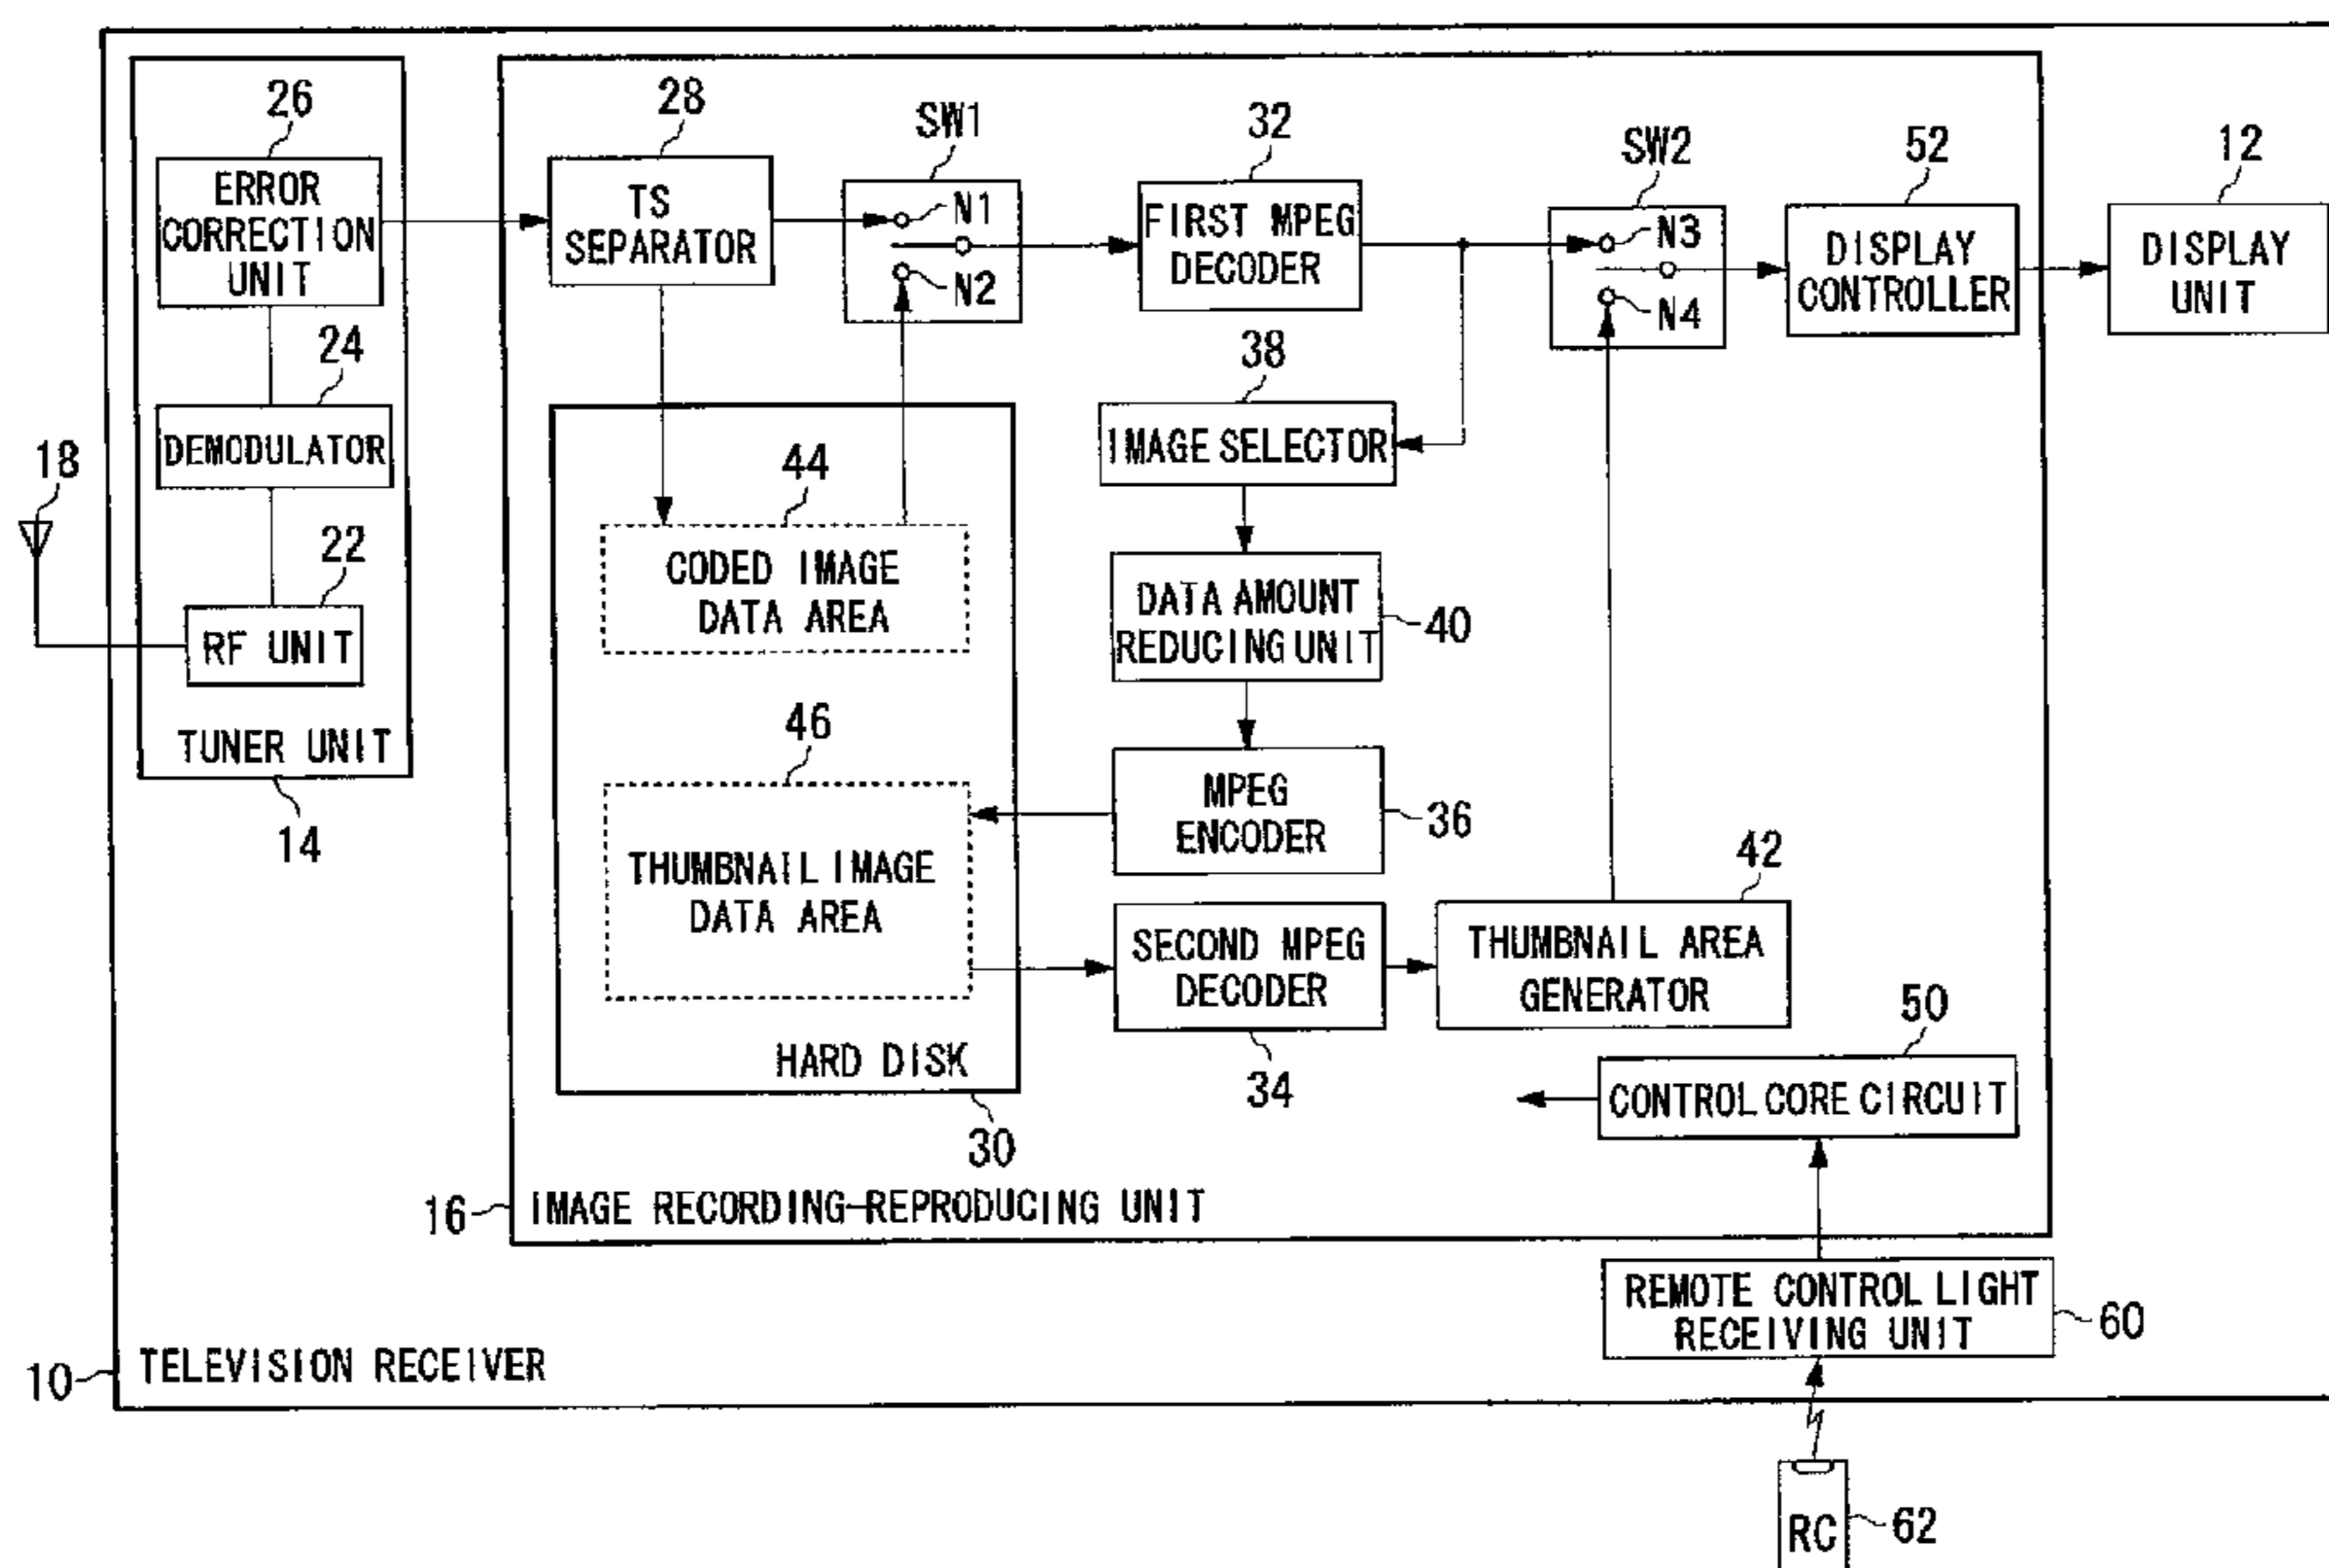 26
ERROR
CORRECTION
UNIT
24
DEMODULATOR
18
22
RF UNIT
TUNER UNIT
14
28
TS
SEPARATOR
SW1
N1
N2
32
FIRST MPEG
DECODER
SW2
N3
N4
52
DISPLAY
CONTROLLER
12
DISPLAY
UNIT
38
IMAGE SELECTOR
44
CODED IMAGE
DATA AREA
DATA AMOUNT
REDUCING UNIT
40
46
THUMBNAIL IMAGE
DATA AREA
MPEG
ENCODER
36
42
SECOND MPEG
DECODER
34
THUMBNAIL AREA
GENERATOR
HARD DISK
30
50
CONTROL CORE CIRCUIT
16
IMAGE RECORDING-REPRODUCING UNIT
REMOTE CONTROL LIGHT
RECEIVING UNIT
60
10
TELEVISION RECEIVER
RC
62